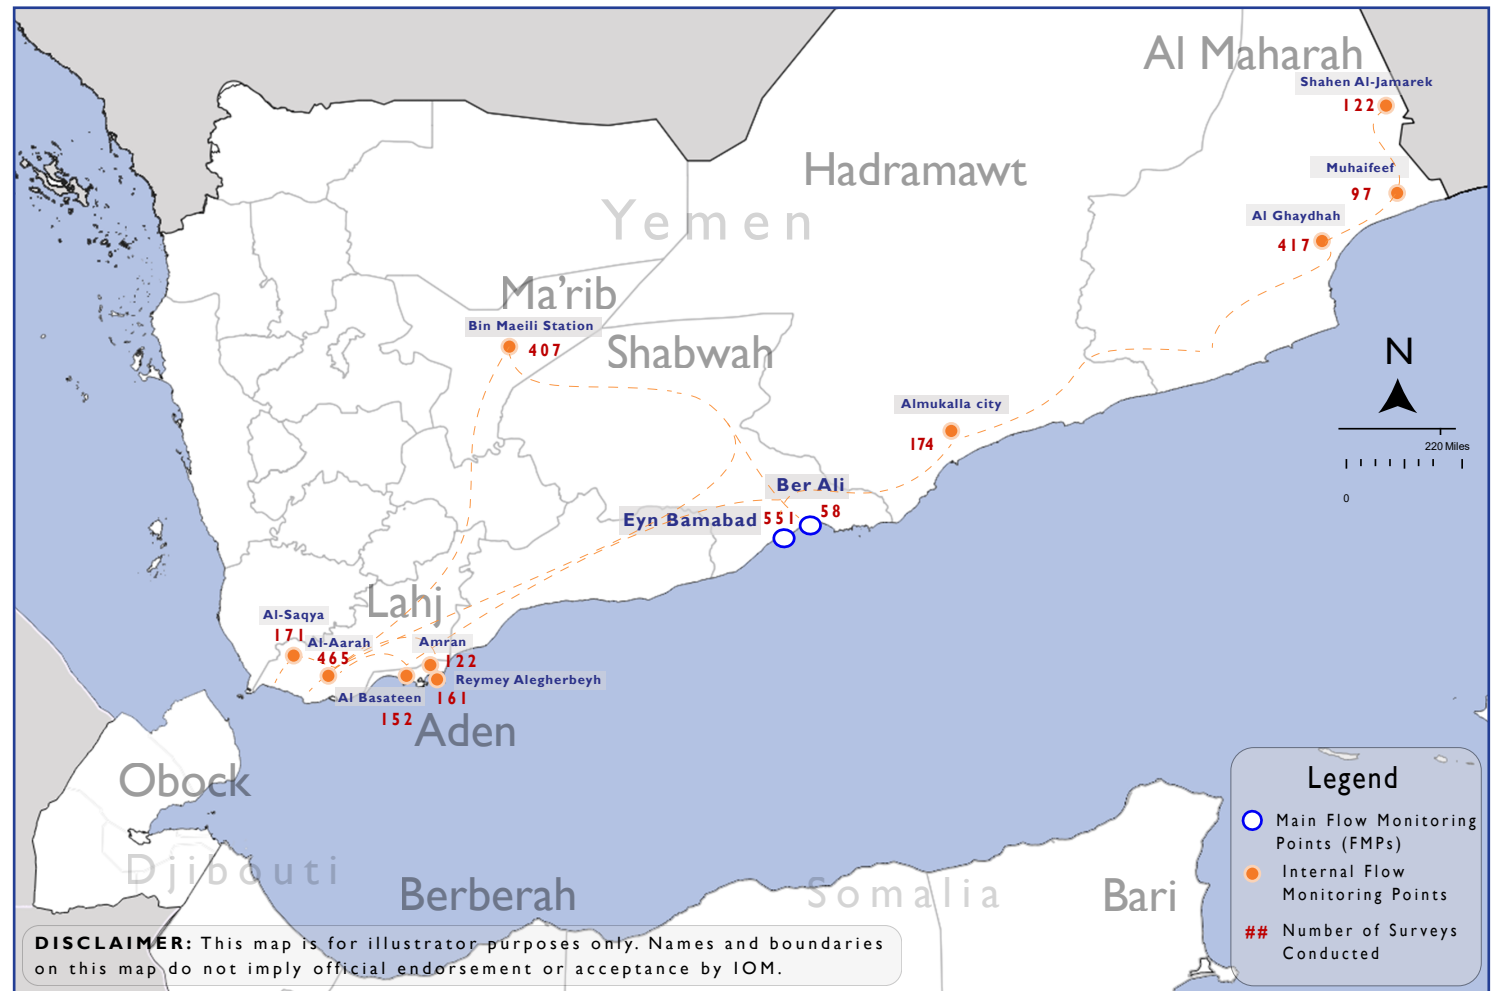 Al Maharah
Shahen Al-Jamarek
122
Muhaifeef
97
Al Ghaydhah
417
Hadramawt
Yemen
Ma'rib
Bin Maeili Station
407
Shabwah
N
220 Miles
0
Almukalla city
174
Ber Ali
58
Eyn Bamabad
551
Lahj
Al-Saqya
171
Al-Aarah
465
Amran
122
Reymey Alegherbeyh
161
Al Basateen
152
Aden
Obock
Djibouti
Berberah
Somalia
Bari
Legend
Main Flow Monitoring
Points (FMPs)
Internal Flow
Monitoring Points
## Number of Surveys
Conducted
DISCLAIMER: This map is for illustrator purposes only. Names and boundaries
on this map do not imply official endorsement or acceptance by IOM.